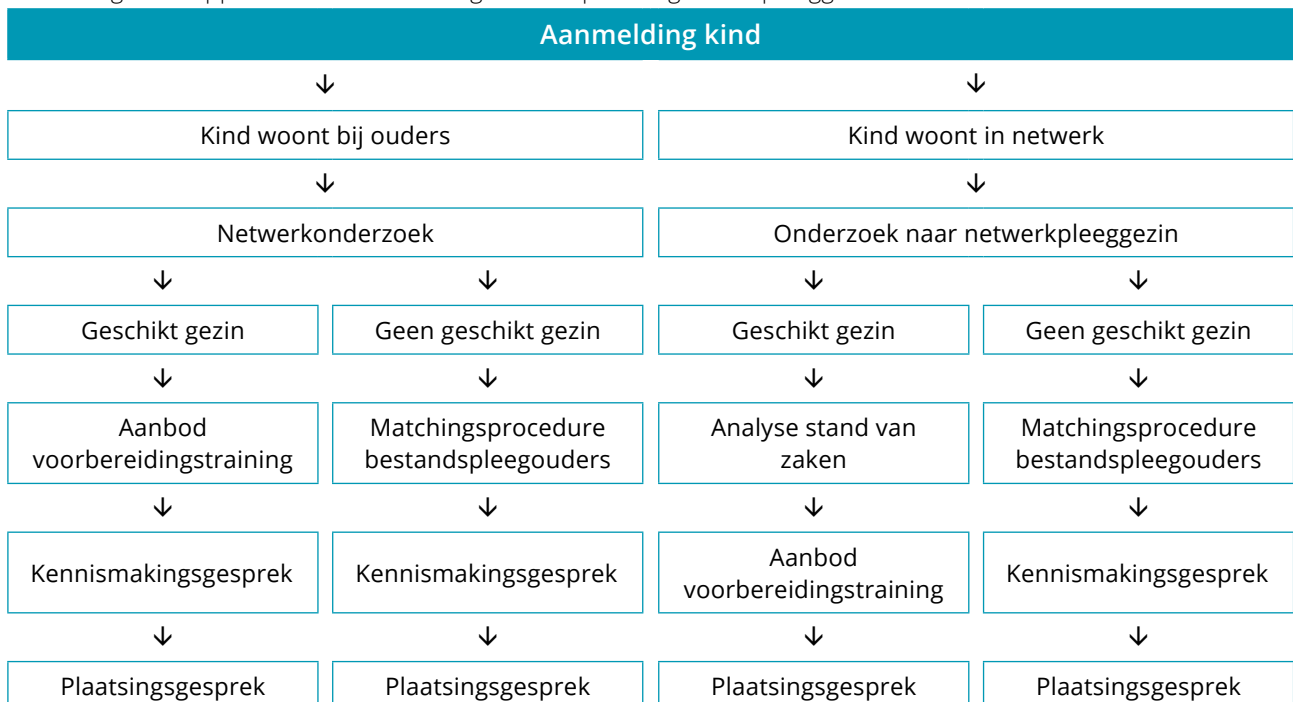 Aanmelding kind
↓ ↓
Kind woont bij ouders Kind woont in netwerk
↓ ↓
Netwerkonderzoek Onderzoek naar netwerkpleeggezin
↓ ↓ ↓ ↓
Geschikt gezin Geen geschikt gezin Geschikt gezin Geen geschikt gezin
↓ ↓ ↓ ↓
Aanbod
voorbereidingstraining
Matchingsprocedure
bestandspleegouders
Analyse stand van
zaken
Matchingsprocedure
bestandspleegouders
↓ ↓ ↓ ↓
Kennismakingsgesprek
Kennismakingsgesprek
Aanbod
voorbereidingstraining
Kennismakingsgesprek
↓ ↓ ↓ ↓
Plaatsingsgesprek Plaatsingsgesprek Plaatsingsgesprek Plaatsingsgesprek